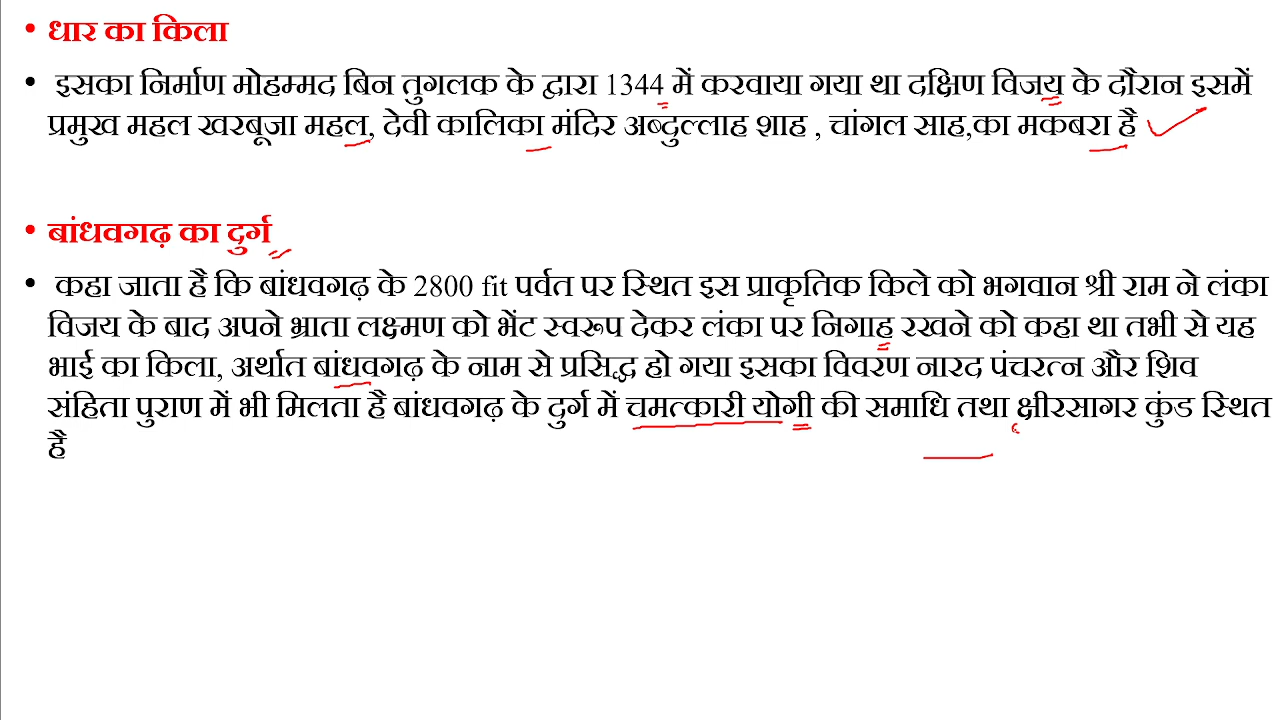 • धार का किला
• इसका निर्माण मोहम्मद बिन तुगलक के द्वारा 1344 में करवाया गया था दक्षिण विजय के दौरान इसमें
प्रमुख महल खरबूजा महल, देवी कालिका मंदिर अब्दुल्लाह शाह , चांगल साह,का मकबरा है
• बांधवगढ़ का दुर्ग
• कहा जाता है कि बांधवगढ़ के 2800 fit पर्वत पर स्थित इस प्राकृतिक किले को भगवान श्री राम ने लंका
विजय के बाद अपने भ्राता लक्ष्मण को भेंट स्वरूप देकर लंका पर निगाह रखने को कहा था तभी से यह
भाई का किला, अर्थात बांधवगढ़ के नाम से प्रसिद्ध हो गया इसका विवरण नारद पंचरत्न और शिव
संहिता पुराण में भी मिलता है बांधवगढ़ के दुर्ग में चमत्कारी योगी की समाधि तथा क्षीरसागर कुंड स्थित
है